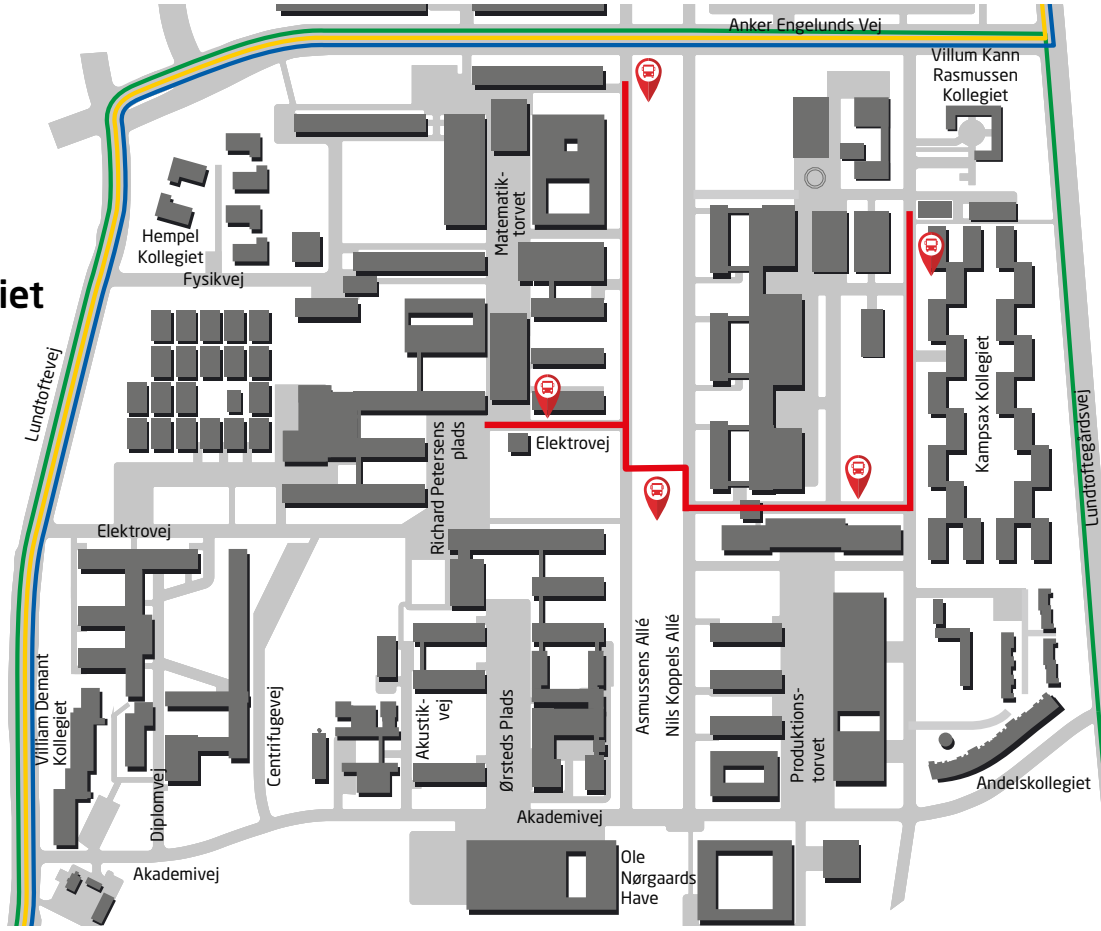 Anker Engelunds Vej
Villum Kann
Rasmussen
Kollegiet
Matematik-
torvet
Hempel
Kollegiet
Fysikvej
iet
Lundtoftevej
Kampsax Kollegiet
Lundtoftegårdsvej
Richard Petersens
plads
Elektrovej
Elektrovej
Villiam Demant
Kollegiet
Diplomvej
Centrifugevej
Akustik-
vej
Ørsteds Plads
Asmussens Allé
Nils Koppels Allé
Produktions-
torvet
Andelskollegiet
Akademivej
Akademivej
Ole
Nørgaards
Have